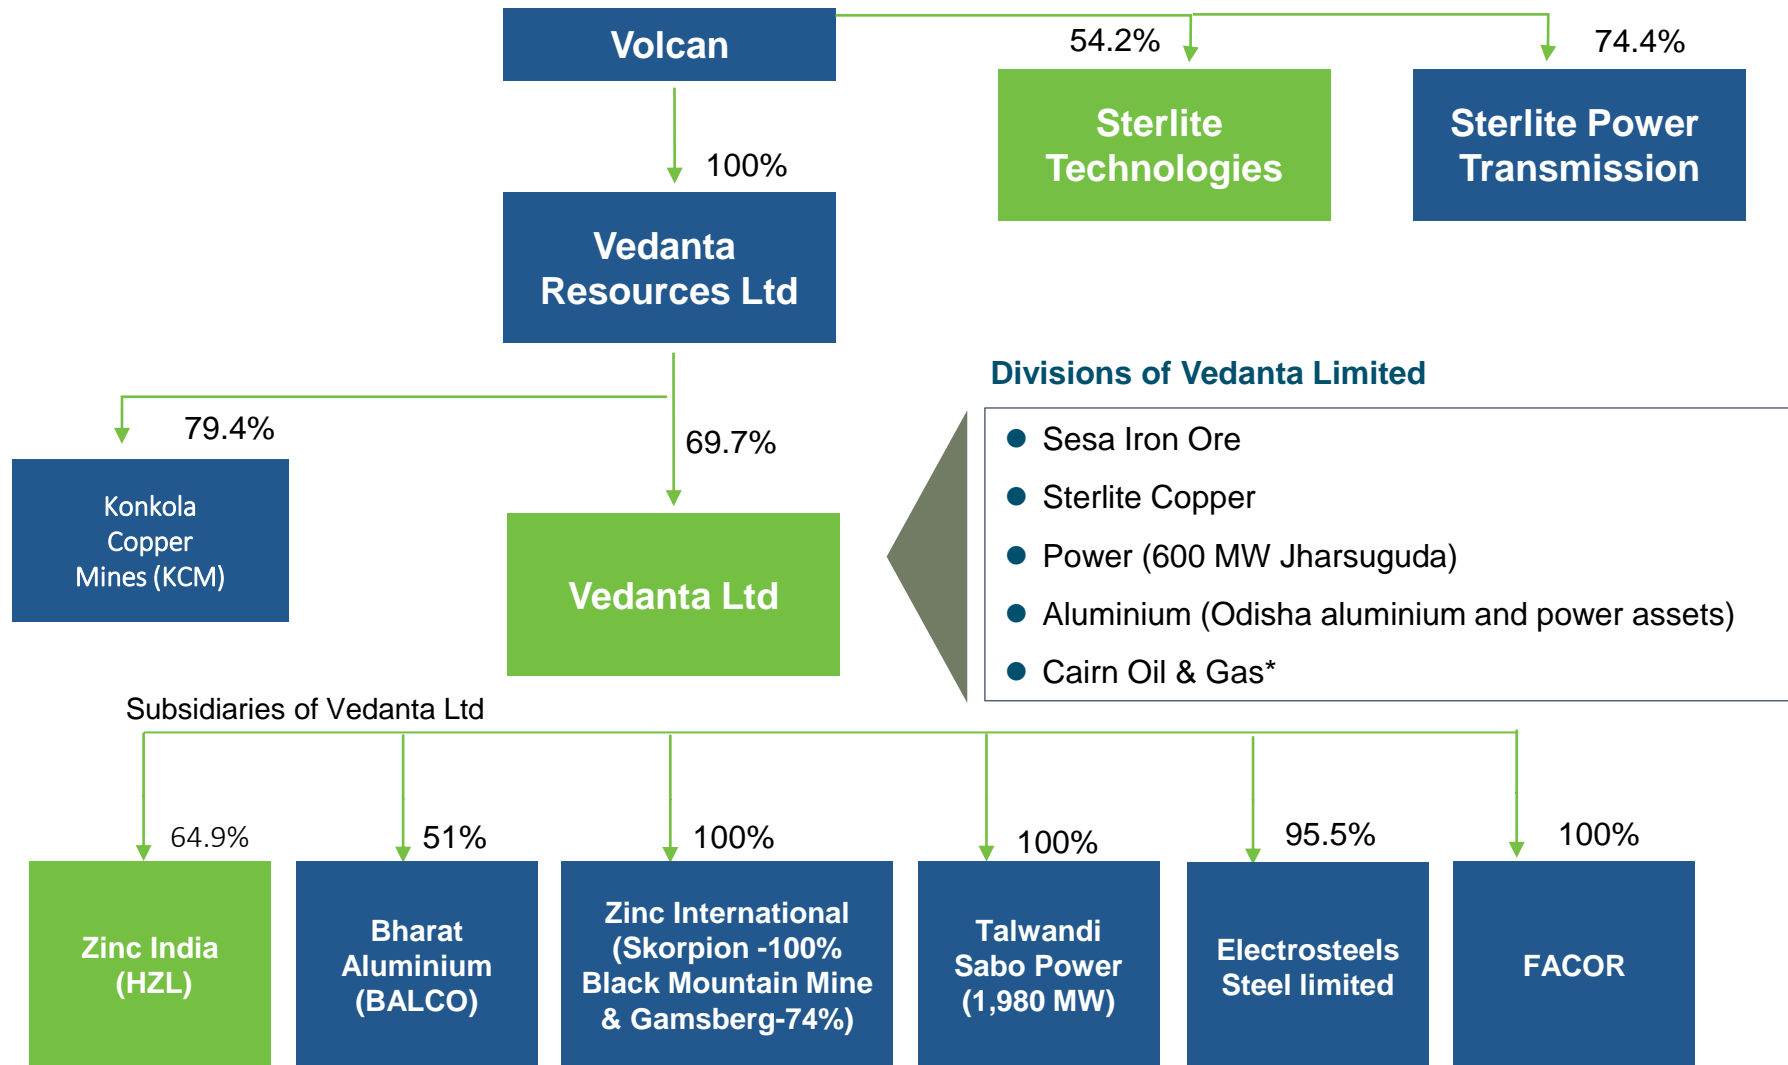 Volcan
54.2%
74.4%
Sterlite
Technologies
Sterlite Power
Transmission
100%
Vedanta
Resources Ltd
79.4%
69.7%
Konkola
Copper
Mines (KCM)
Vedanta Ltd
Divisions of Vedanta Limited
Sesa Iron Ore
Sterlite Copper
Power (600 MW Jharsuguda)
Aluminium (Odisha aluminium and power assets)
Cairn Oil & Gas*
Subsidiaries of Vedanta Ltd
64.9%
51%
100%
100%
95.5%
100%
Zinc India
(HZL)
Bharat
Aluminium
(BALCO)
Zinc International
(Skorpion -100%
Black Mountain Mine
& Gamsberg-74%)
Talwandi
Sabo Power
(1,980 MW)
Electrosteels
Steel limited
FACOR